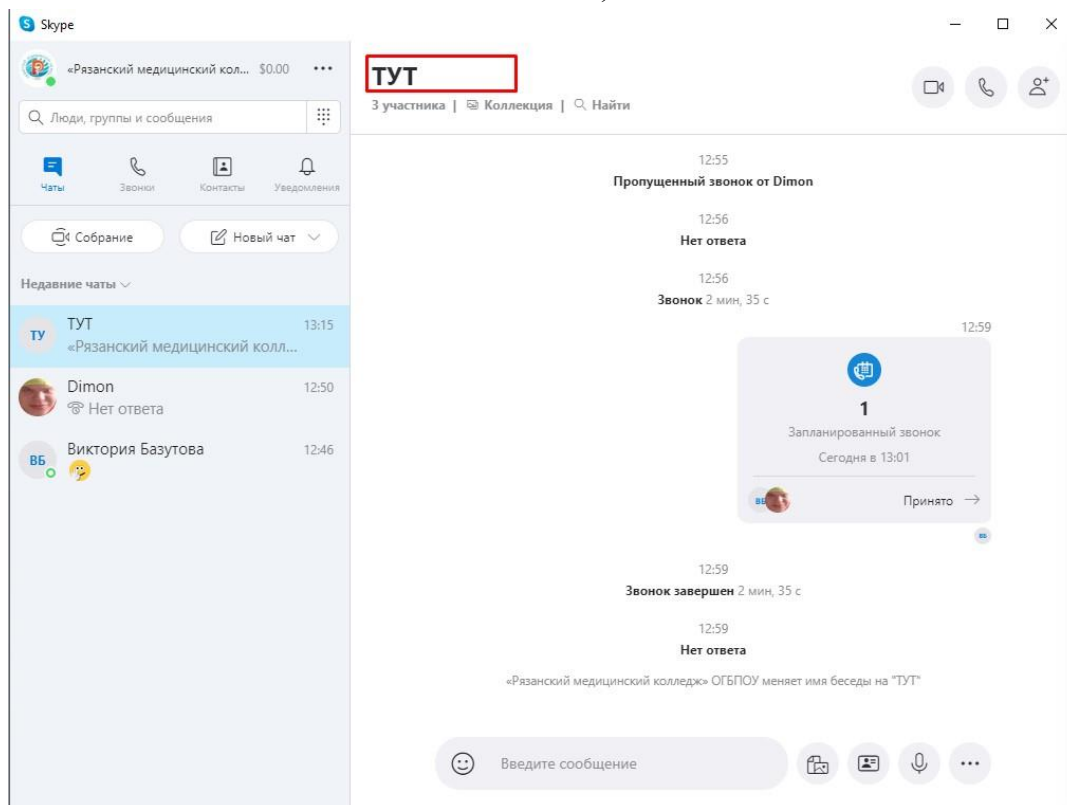 Skype
«Рязанский медицинский кол... $0.00
Люди, группы и сообщения
Чаты Звонки Контакты Уведомления
Собрание Новый чат
Недавние чаты
ТУ ТУТ 13:15
«Рязанский медицинский колл...
Dimon 12:50
Нет ответа
ВБ Виктория Базутова 12:46
ТУТ
3 участника | Коллекция | Найти
12:55
Пропущенный звонок от Dimon
12:56
Нет ответа
12:56
Звонок 2 мин, 35 с
12:59
1
Запланированный звонок
Сегодня в 13:01
ВБ Принято
ВБ
12:59
Звонок завершен 2 мин, 35 с
12:59
Нет ответа
«Рязанский медицинский колледж» ОГБПОУ меняет имя беседы на "ТУТ"
Введите сообщение